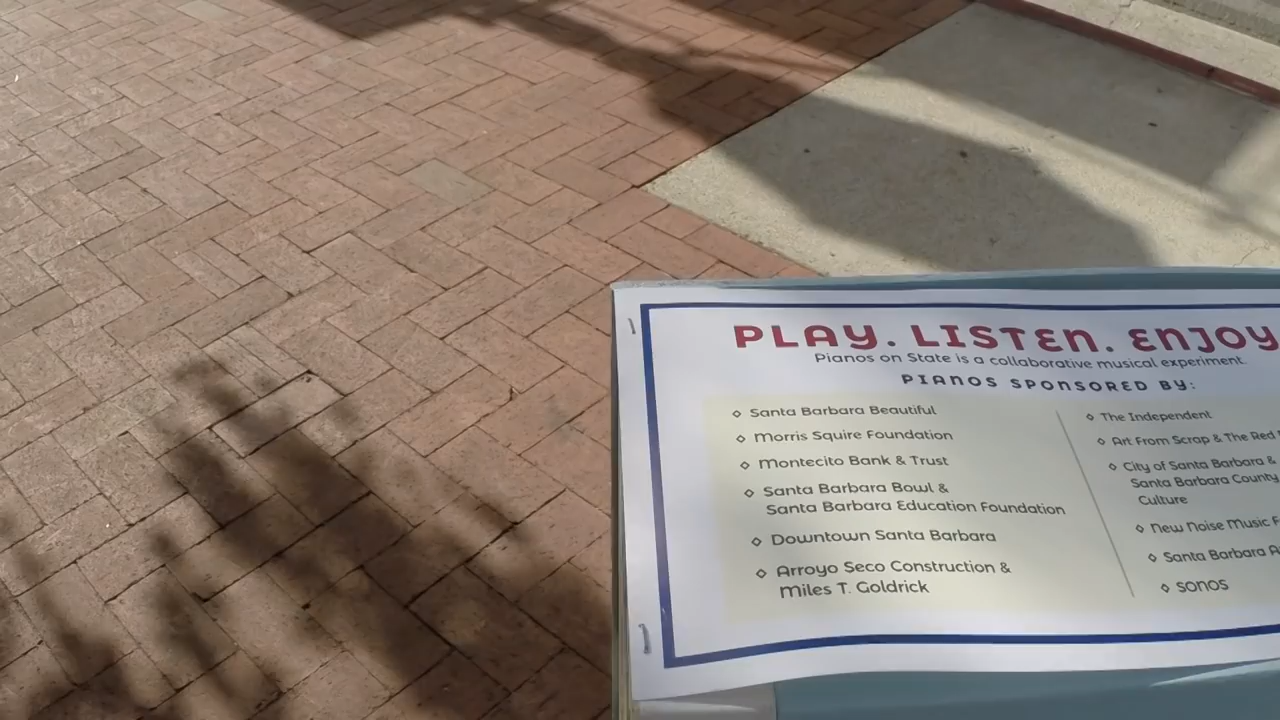 PLAY. LISTEN. ENJOY
Pianos on State is a collaborative musical experiment.
PIANOS SPONSORED BY:
◇ Santa Barbara Beautiful
◇ Morris Squire Foundation
◇ Montecito Bank & Trust
◇ Santa Barbara Bowl &
Santa Barbara Education Foundation
◇ Downtown Santa Barbara
◇ Arroyo Seco Construction &
Miles T. Goldrick
◇ The Independent
◇ Art From Scrap & The Red
◇ City of Santa Barbara &
Santa Barbara County
Culture
◇ New Noise Music
◇ Santa Barbara
◇ SONOS